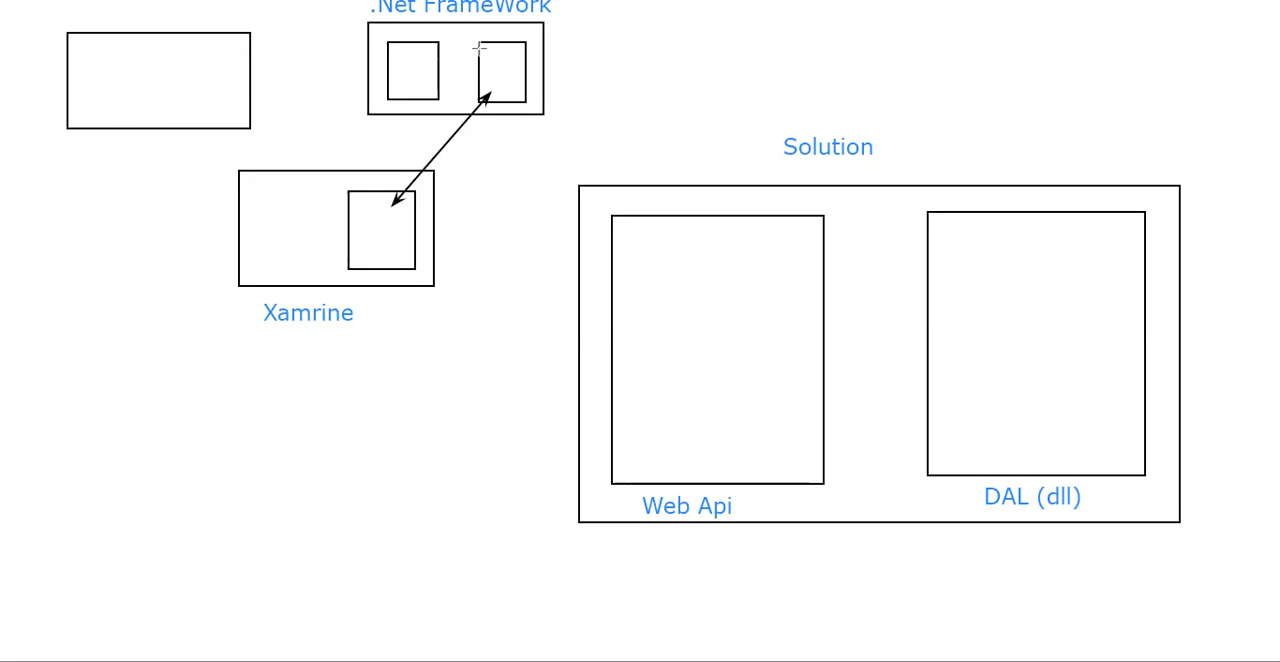 .Net FrameWork
Solution
Xamrine
Web Api
DAL (dll)